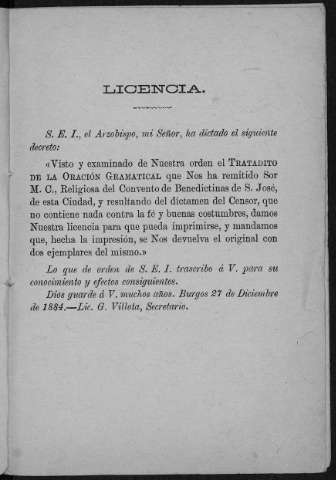 LICENCIA.
S. E. I., el Arzobispo, mi Señor, ha dictado el siguiente
decreto:
«Visto y examinado de Nuestra orden el TRATADITO
DE LA ORACIÓN GRAMATICAL que Nos ha remitido Sor
M. C., Religiosa del Convento de Benedictinas de S. José,
de esta Ciudad, y resultando del dictamen del Censor, que
no contiene nada contra la fé y buenas costumbres, damos
Nuestra licencia para que pueda imprimirse, y mandamos
que, hecha la impresión, se Nos devuelva el original con
dos ejemplares del mismo.»
Lo que de orden de S. E. I. trascribo á V. para su
conocimiento y efectos consiguientes.
Dios guarde á V. muchos años. Burgos 27 de Diciembre
de 1884.—Lic. G. Villota, Secretario.